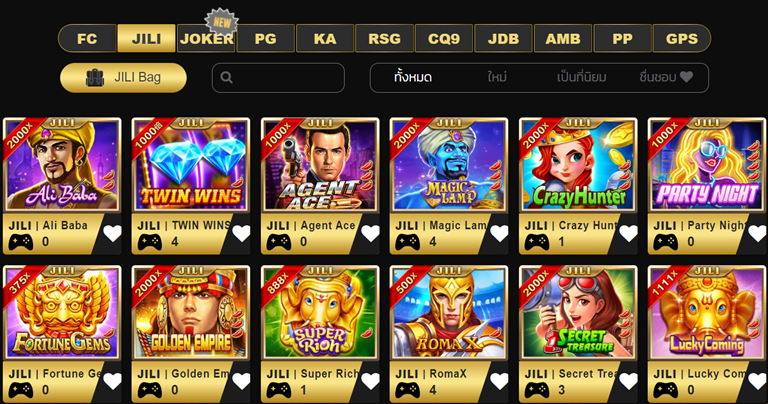 NEW
FC JILI JOKER PG KA RSG CQ9 JDB AMB PP GPS
JILI Bag ทั้งหมด ใหม่ เป็นที่นิยม ชื่นชอบ
JILI JILI JILI JILI JILI JILI
2000X 1000倍 1000X 2000X 2000X 1000X
Ali Baba TWIN WINS AGENT ACE MAGIC LAMP CrazyHunter PARTY NIGHT
JILI | Ali Baba JILI | TWIN WINS JILI | Agent Ace JILI | Magic Lam JILI | Crazy Hunt JILI | Party Nigh
0 4 0 4 1 0
JILI JILI JILI JILI JILI JILI
375X 2000X 888X 500X 2000X 1111X
FORTUNE GEMS GOLDEN EMPIRE SUPER RICH ROMA X SECRET TREASURE LuckyComing
JILI | Fortune Ge JILI | Golden Em JILI | Super Rich JILI | RomaX JILI | Secret Trea JILI | Lucky Com
0 0 1 4 3 0